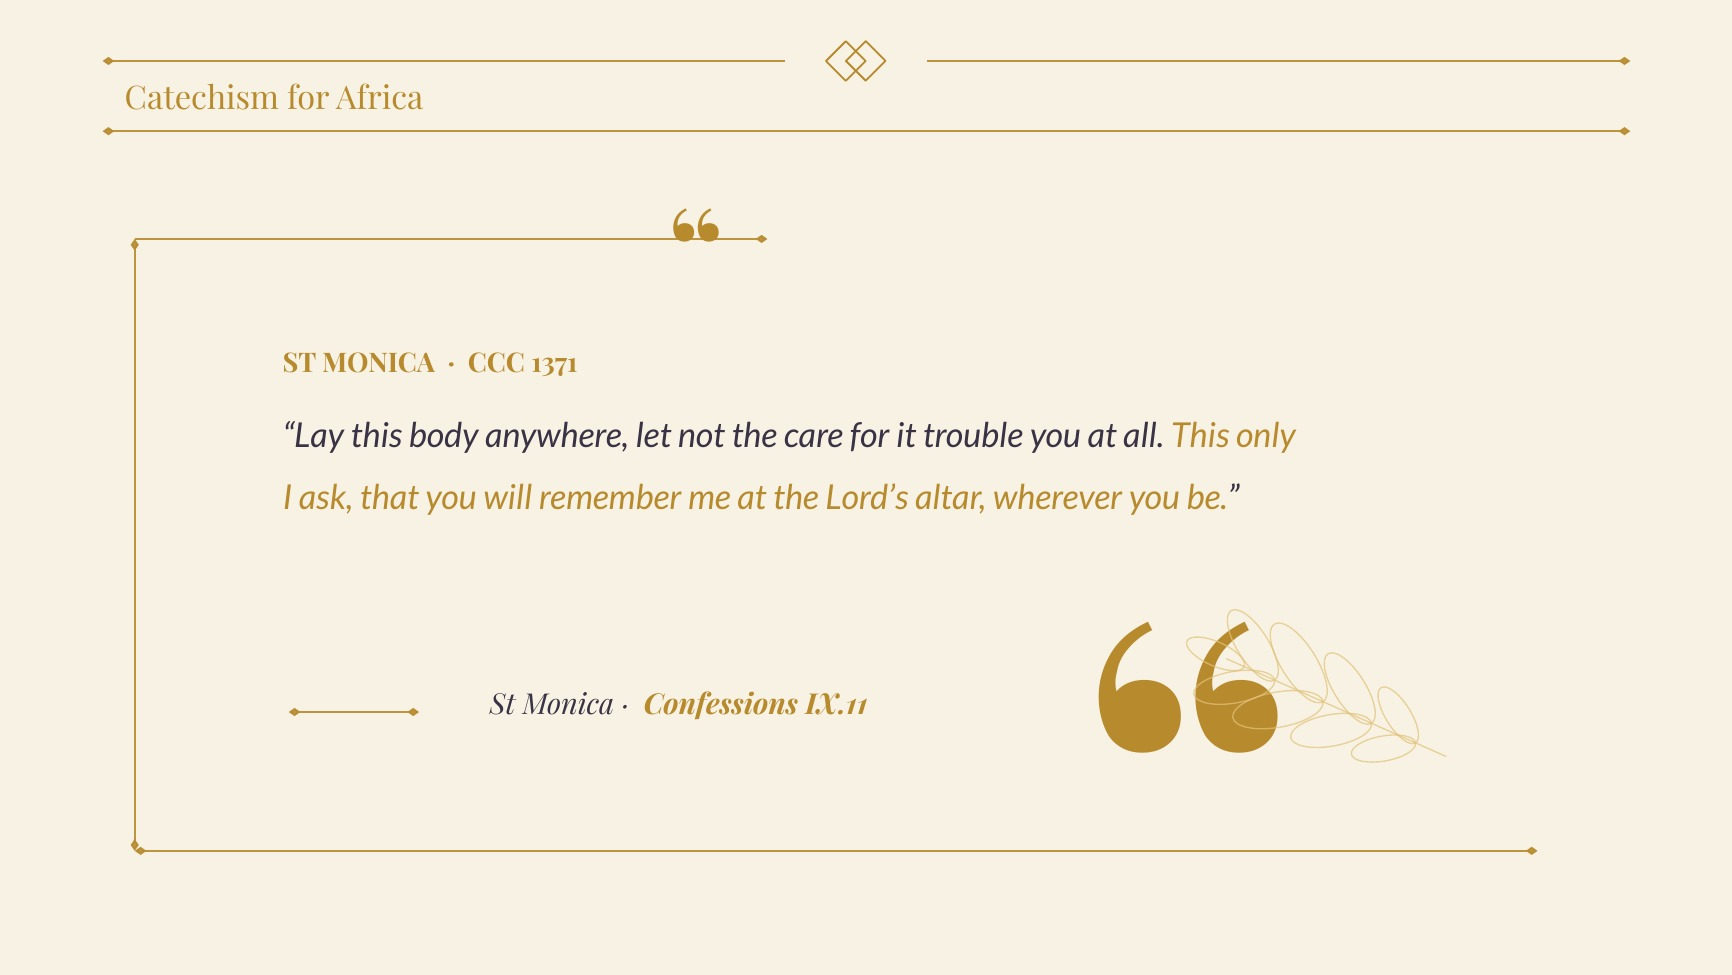 Catechism for Africa
ST MONICA · CCC 1371
“Lay this body anywhere, let not the care for it trouble you at all. This only
I ask, that you will remember me at the Lord’s altar, wherever you be.”
St Monica · Confessions IX.11